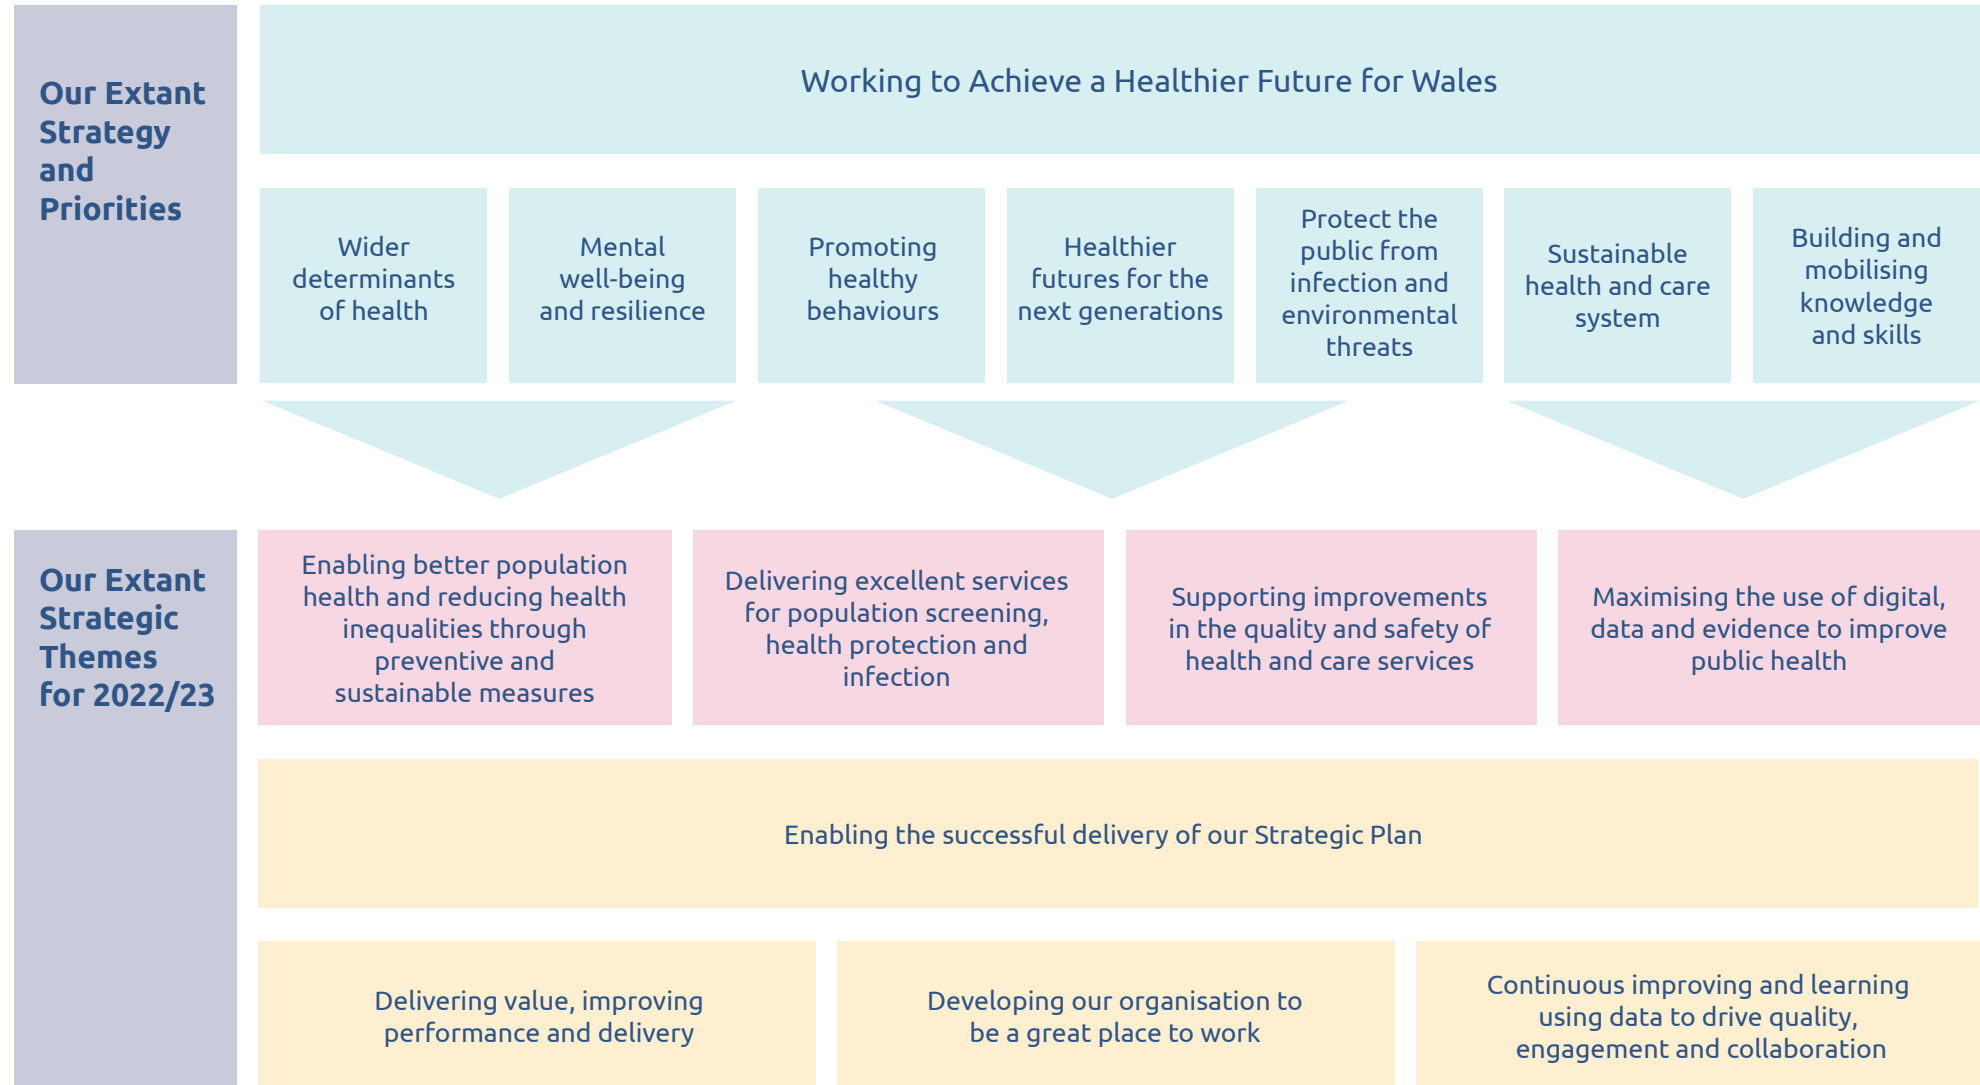 Our Extant
Strategy
and
Priorities
Working to Achieve a Healthier Future for Wales
Wider
determinants
of health
Mental
well-being
and resilience
Promoting
healthy
behaviours
Healthier
futures for the
next generations
Protect the
public from
infection and
environmental
threats
Sustainable
health and care
system
Building and
mobilising
knowledge
and skills
Our Extant
Strategic
Themes
for 2022/23
Enabling better population
health and reducing health
inequalities through
preventive and
sustainable measures
Delivering excellent services
for population screening,
health protection and
infection
Supporting improvements
in the quality and safety of
health and care services
Maximising the use of digital,
data and evidence to improve
public health
Enabling the successful delivery of our Strategic Plan
Delivering value, improving
performance and delivery
Developing our organisation to
be a great place to work
Continuous improving and learning
using data to drive quality,
engagement and collaboration